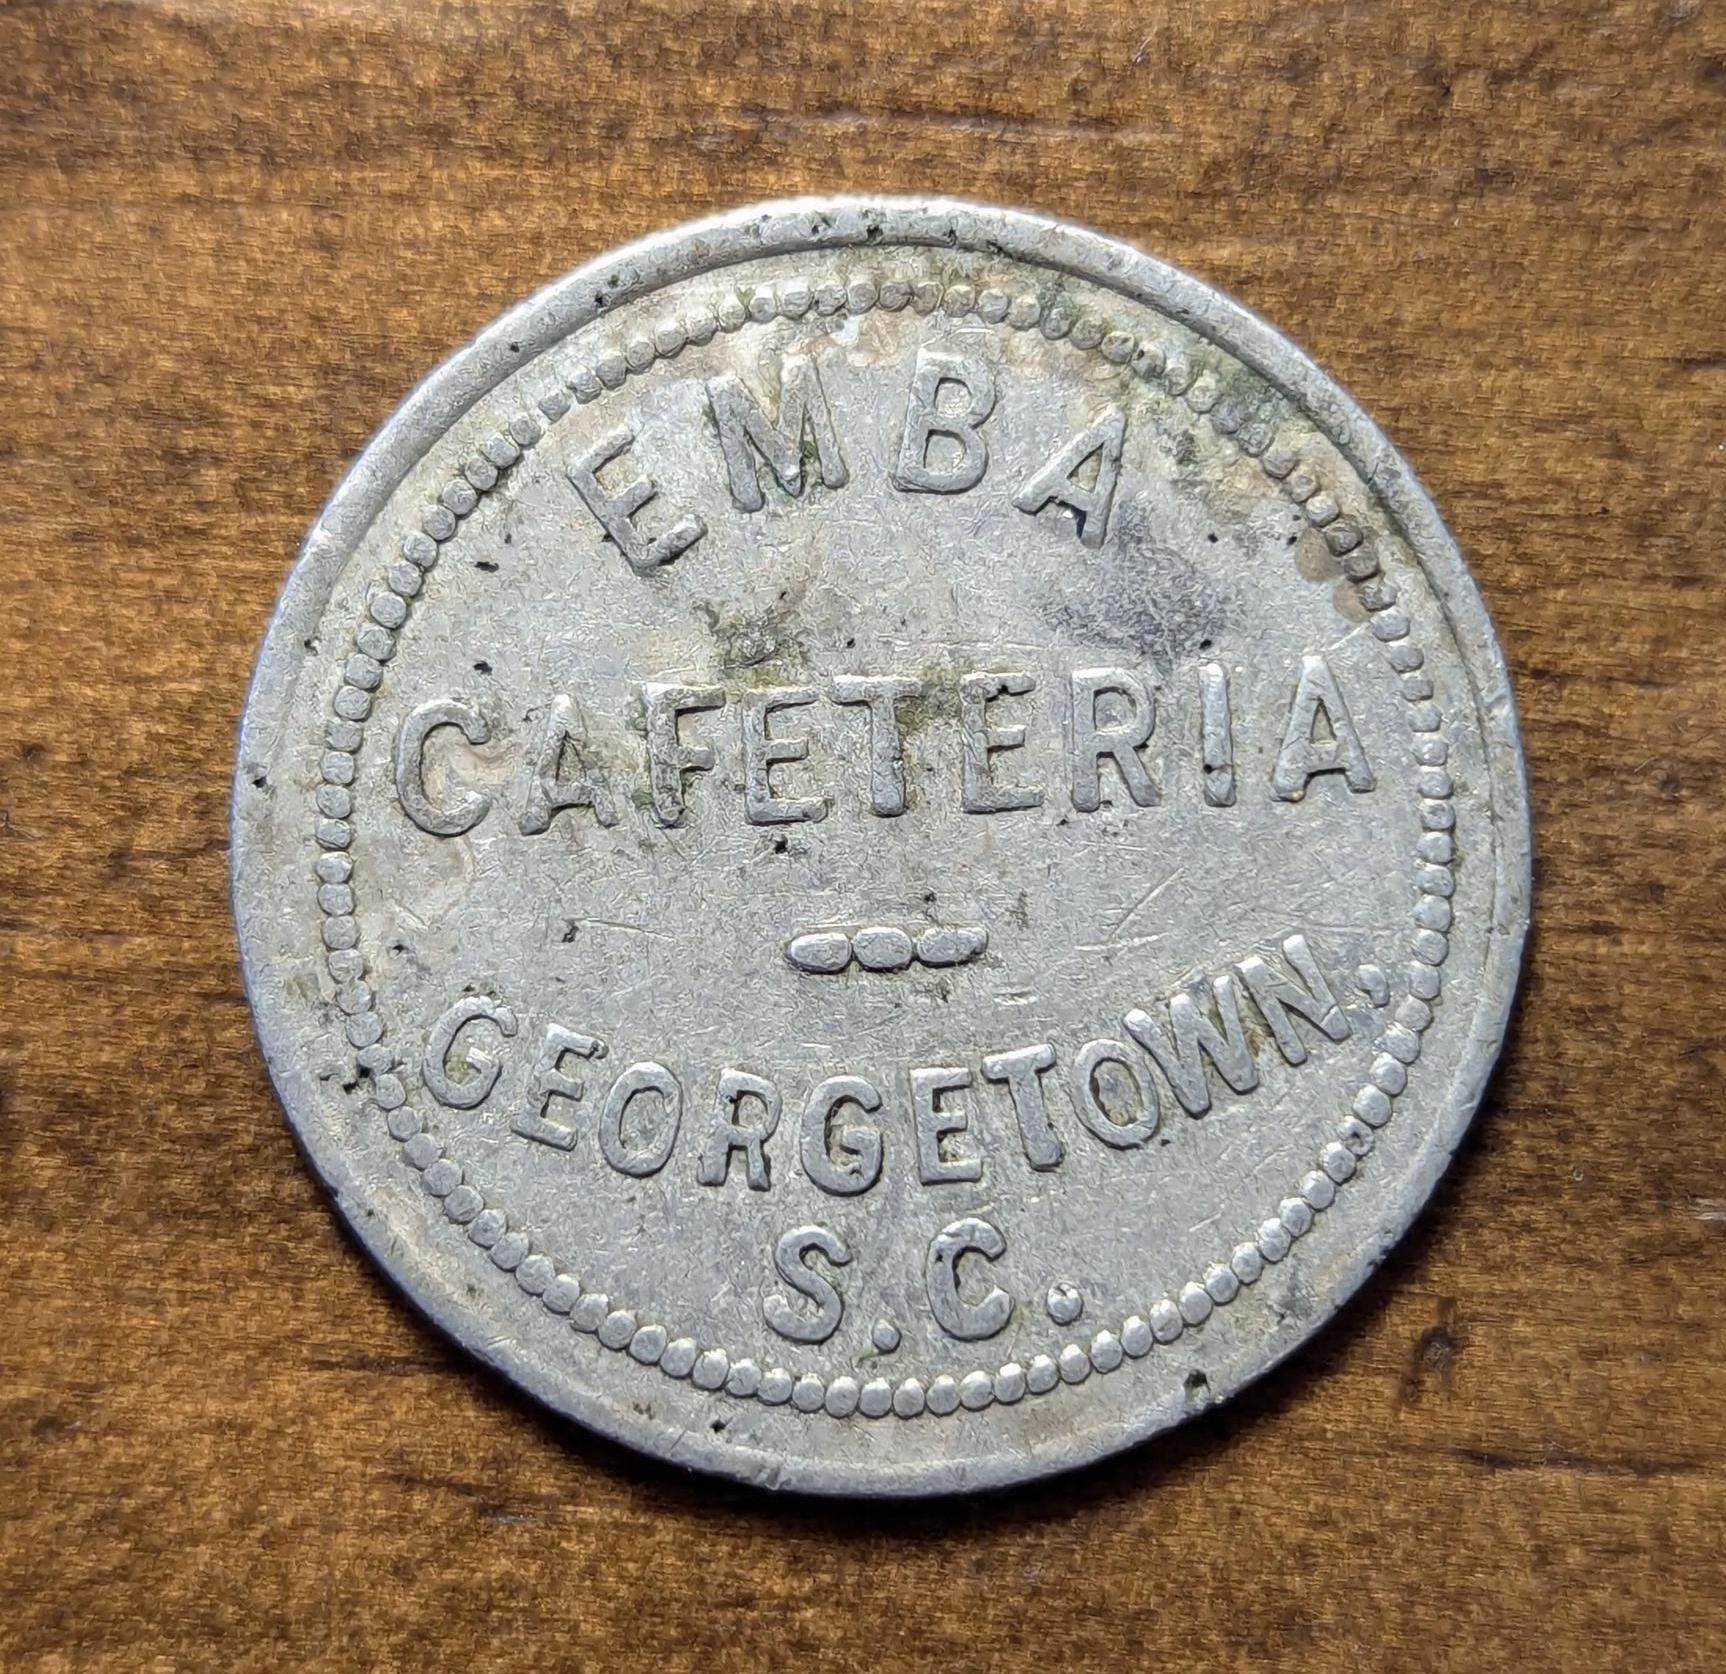 EMBA
CAFETERIA
GEORGETOWN,
S.C.